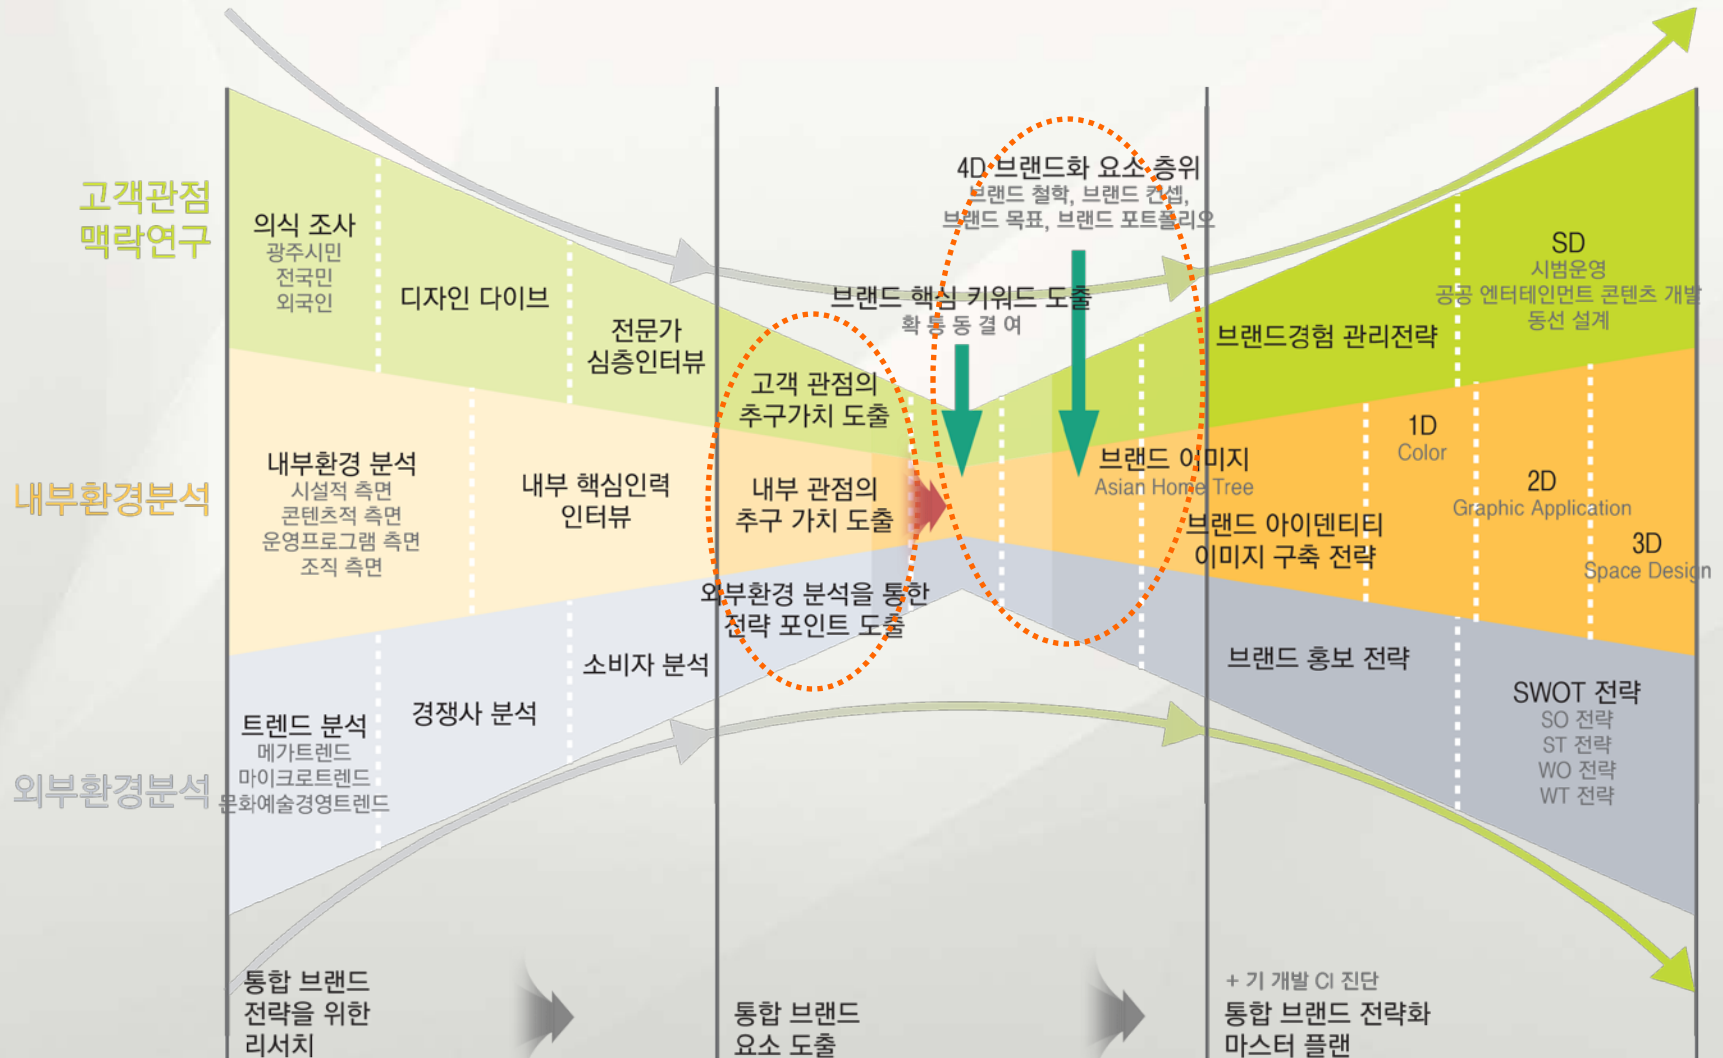 고객관점
맥락연구
의식 조사
광주시민
전국민
외국인
디자인 다이브
전문가
심층인터뷰
고객 관점의
추구가치 도출
브랜드 핵심 키워드 도출
확 통 동 결 여
4D 브랜드화 요소 층위
브랜드 철학, 브랜드 컨셉,
브랜드 목표, 브랜드 포트폴리오
브랜드경험 관리전략
SD
시범운영
공공 엔터테인먼트 콘텐츠 개발
동선 설계
내부환경분석
내부환경 분석
시설적 측면
콘텐츠적 측면
운영프로그램 측면
조직 측면
내부 핵심인력
인터뷰
내부 관점의
추구 가치 도출
브랜드 이미지
Asian Home Tree
브랜드 아이덴티티
이미지 구축 전략
1D
Color
2D
Graphic Application
3D
Space Design
외부환경분석
트렌드 분석
메가트렌드
마이크로트렌드
문화예술경영트렌드
경쟁사 분석
소비자 분석
외부환경 분석을 통한
전략 포인트 도출
브랜드 홍보 전략
SWOT 전략
SO 전략
ST 전략
WO 전략
WT 전략
통합 브랜드
전략을 위한
리서치
통합 브랜드
요소 도출
+ 기 개발 CI 진단
통합 브랜드 전략화
마스터 플랜